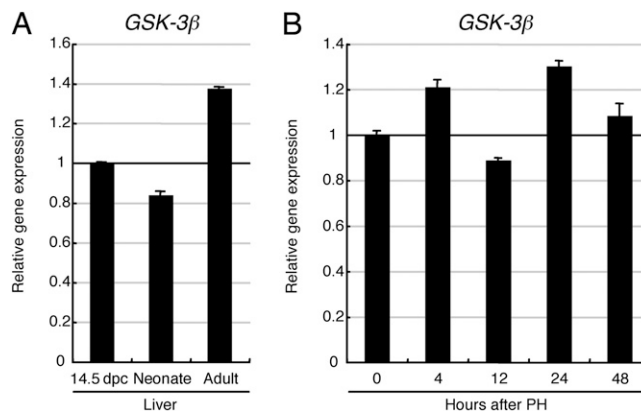 A
GSK-3β
Relative gene expression
1.6
1.4
1.2
1
0.8
0.6
0.4
0.2
0
14.5 dpc Neonate Adult
Liver
B
GSK-3β
Relative gene expression
1.4
1.2
1
0.8
0.6
0.4
0.2
0
0 4 12 24 48
Hours after PH